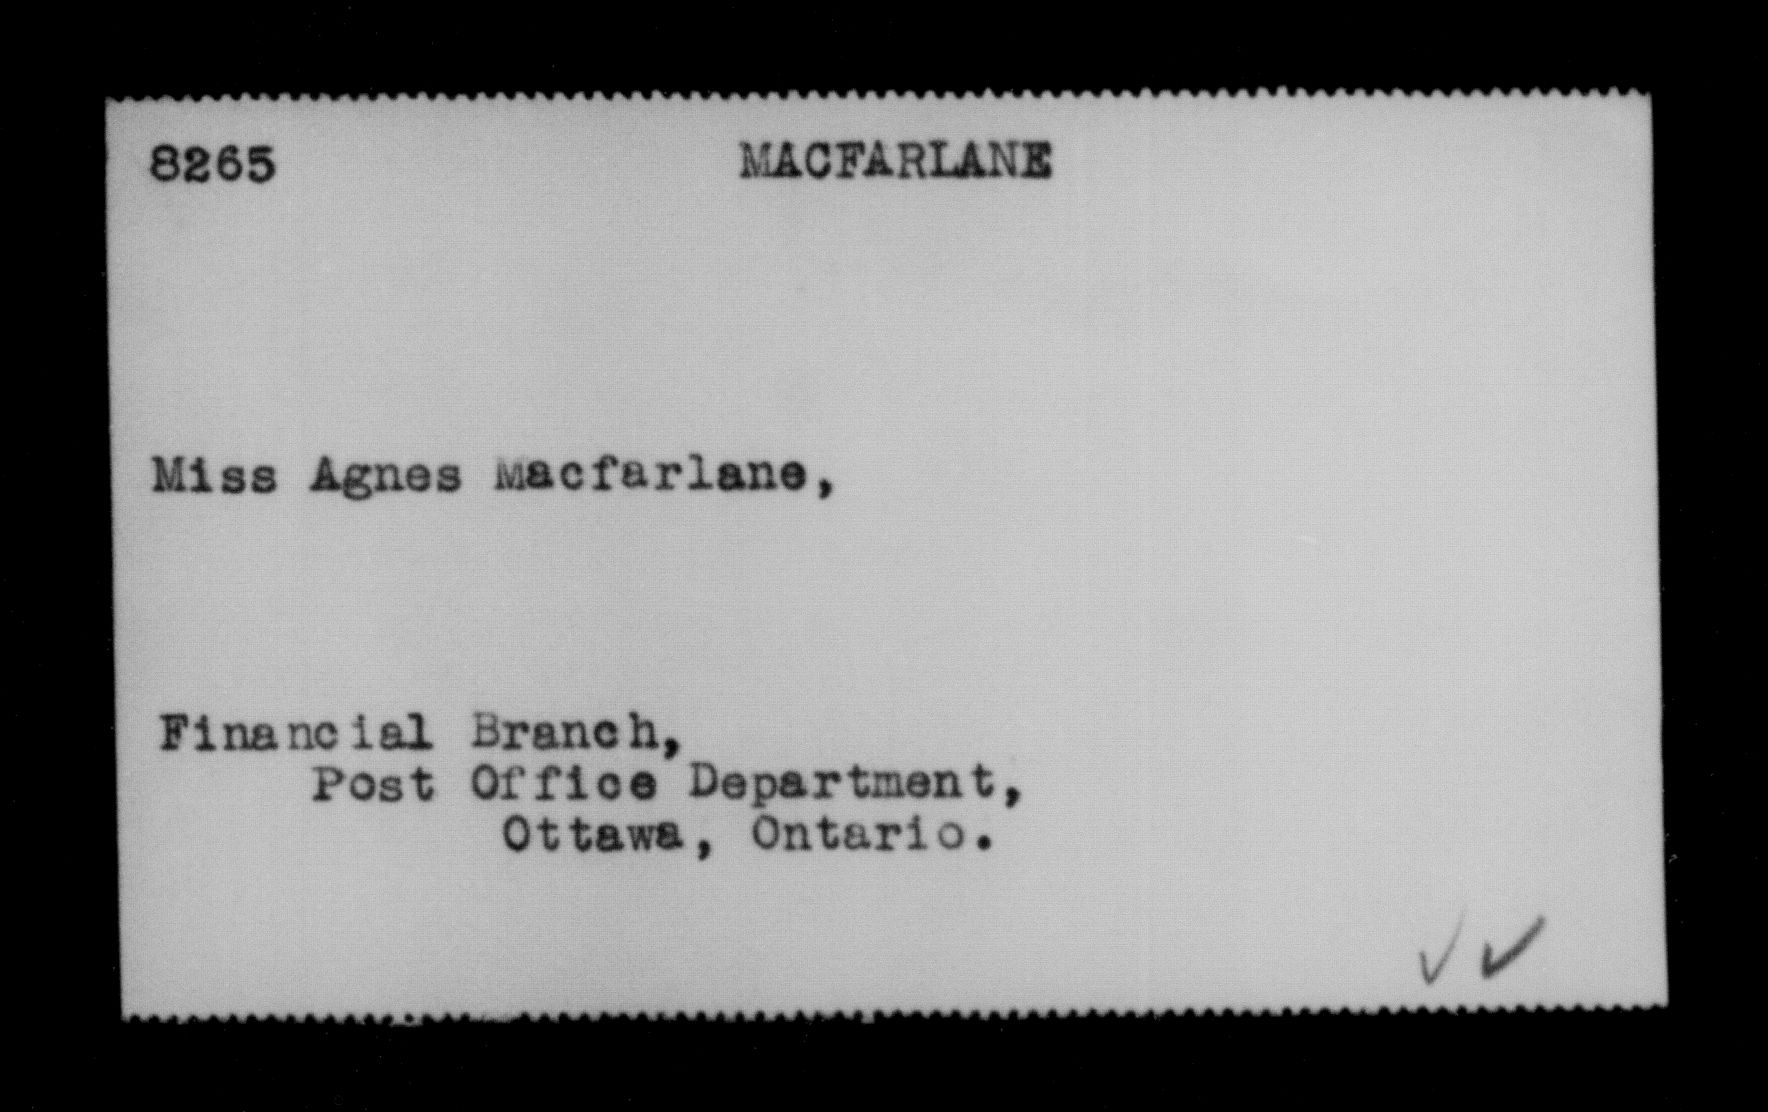 8265 MACFARLANE
Miss Agnes Macfarlane,
Financial Branch,
Post Office Department,
Ottawa, Ontario.